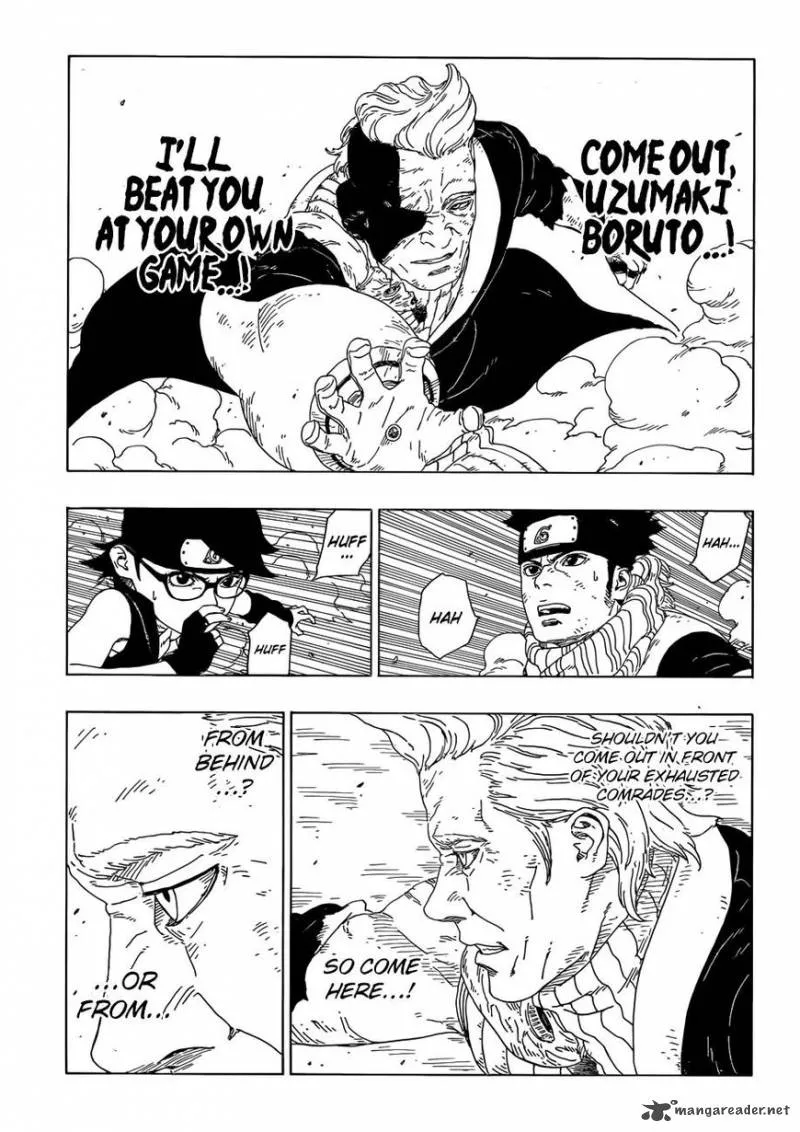 COME OUT,
UZUMAKI
BORUTO...!
I'LL
BEAT YOU
AT YOUR OWN
GAME...!
HAH...
HAH
HUFF
...
HUFF
SHOULDN'T YOU
COME OUT IN FRONT
OF YOUR EXHAUSTED
COMRADES...?
SO COME
HERE...!
FROM
BEHIND
...?
...OR
FROM...
mangareader.net